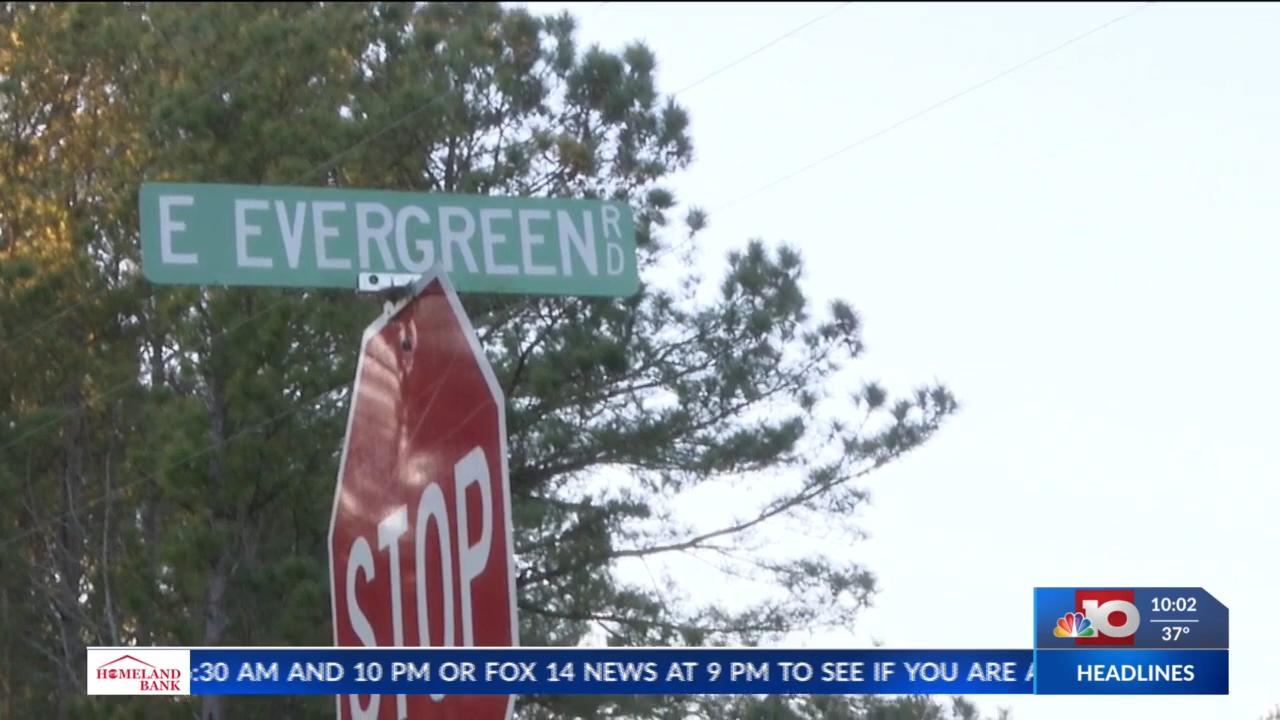 E EVERGREEN RD
STOP
10
10:02
37°
HOMELAND
BANK
:30 AM AND 10 PM OR FOX 14 NEWS AT 9 PM TO SEE IF YOU ARE A
HEADLINES